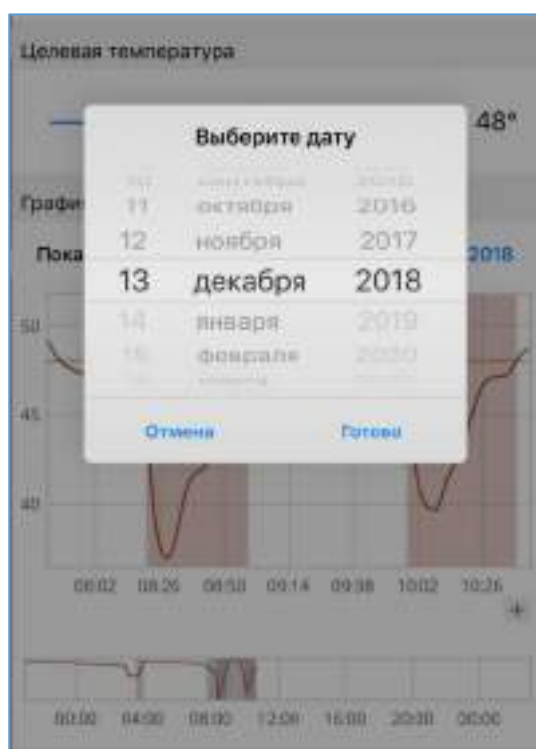 Целевая температура
48°
Выберите дату
11 октября 2016
12 ноября 2017
Пока 2018
13 декабря 2018
14 января 2019
15 февраля 2020
50
45
40
08:02 08:26 08:50 09:14 09:38 10:02 10:26
Отмена Готово
+
00:00 04:00 08:00 12:00 16:00 20:00 00:00